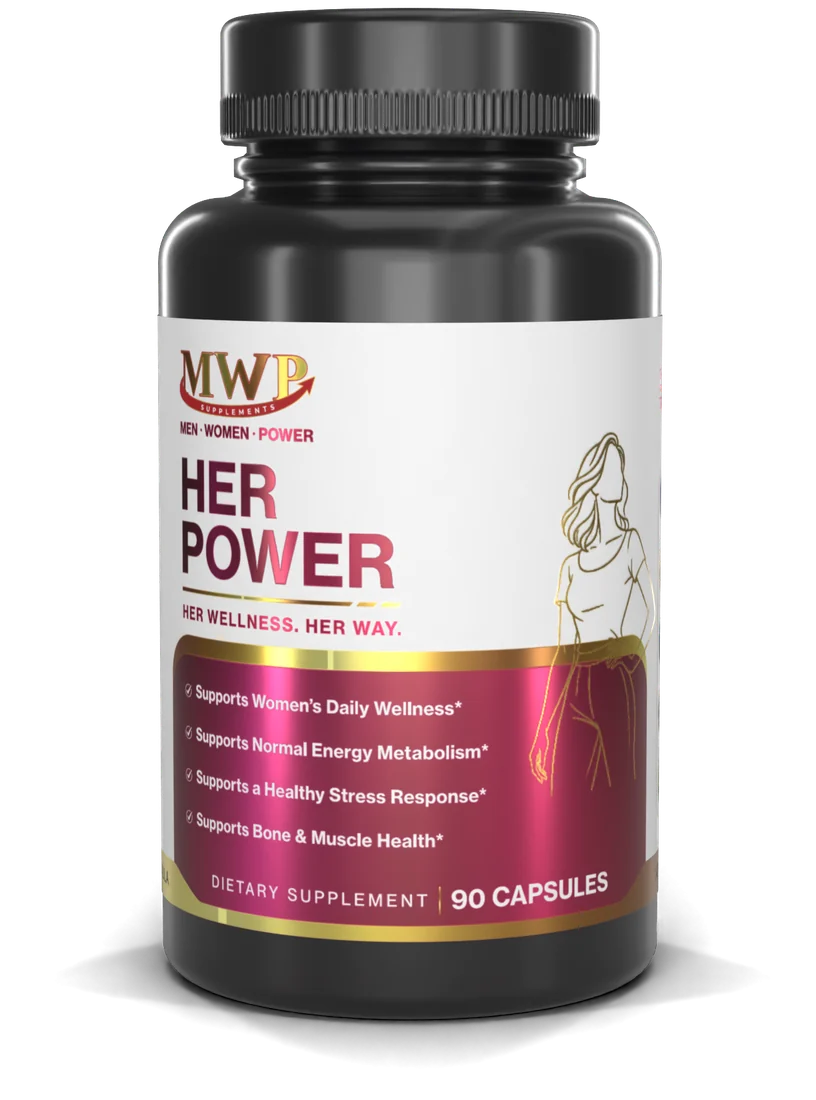 MWP
SUPPLEMENTS
MEN · WOMEN · POWER
HER
POWER
HER WELLNESS. HER WAY.
Supports Women's Daily Wellness*
Supports Normal Energy Metabolism*
Supports a Healthy Stress Response*
Supports Bone & Muscle Health*
DIETARY SUPPLEMENT | 90 CAPSULES